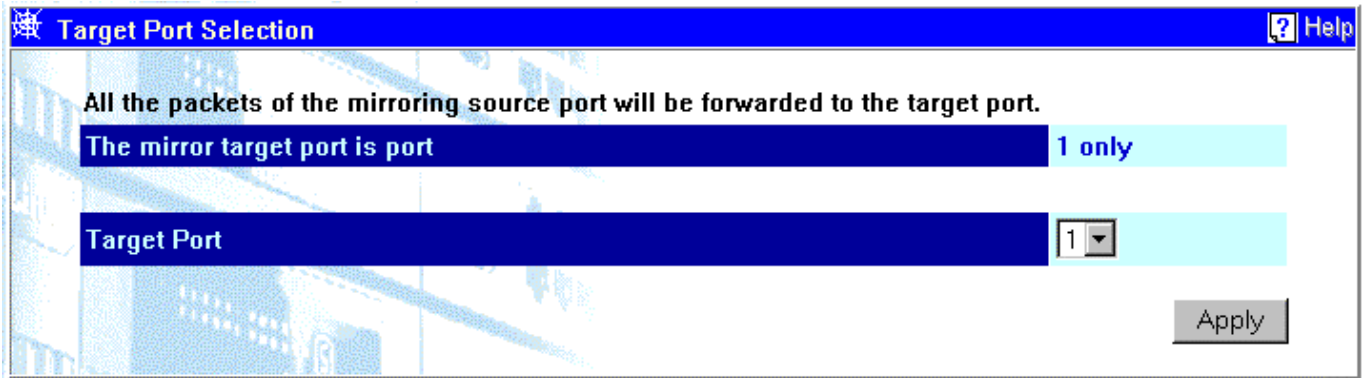 Target Port Selection ? Help
All the packets of the mirroring source port will be forwarded to the target port.
The mirror target port is port 1 only
Target Port 1
Apply